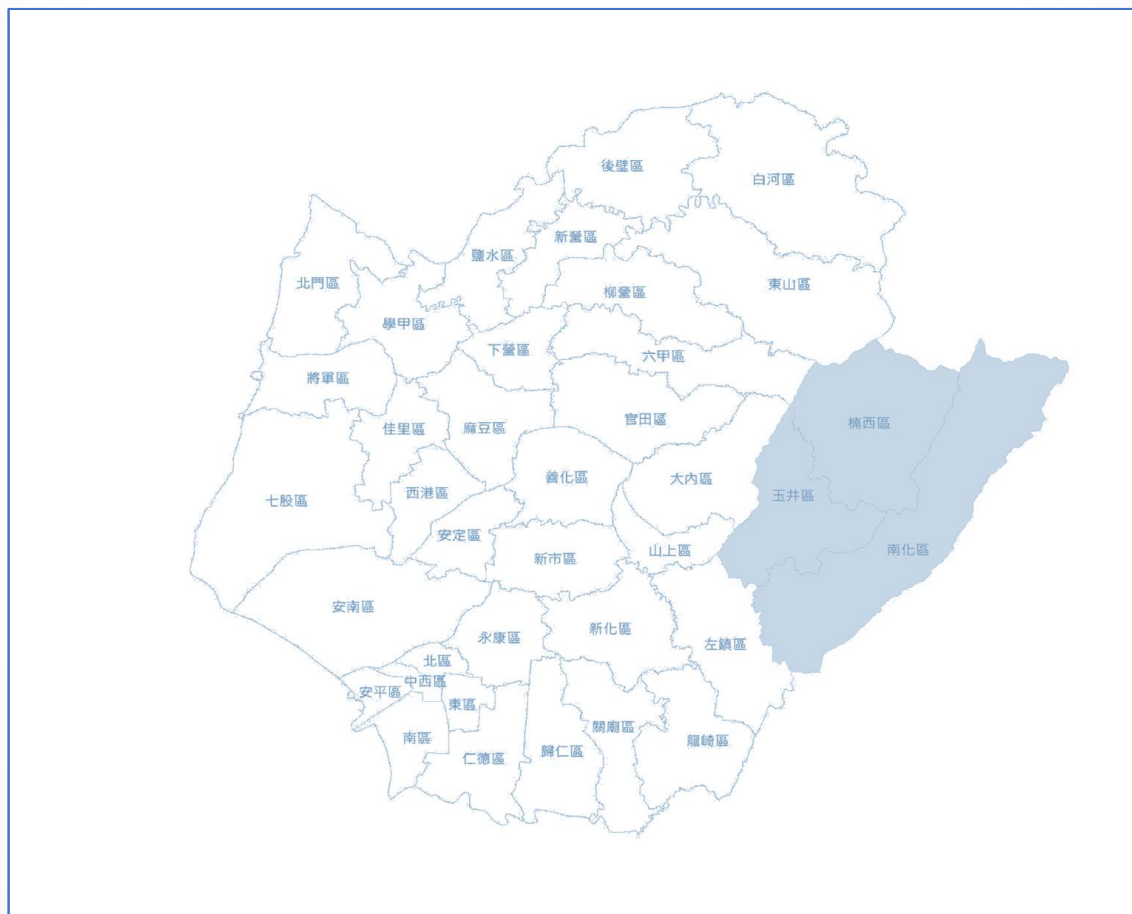 後壁區
白河區
新營區
鹽水區
北門區
柳營區
東山區
學甲區
下營區
六甲區
將軍區
官田區
楠西區
佳里區
麻豆區
善化區
大內區
西港區
玉井區
七股區
安定區
山上區
南化區
新市區
安南區
新化區
永康區
左鎮區
北區
中西區
安平區
東區
關廟區
南區
龍崎區
歸仁區
仁德區